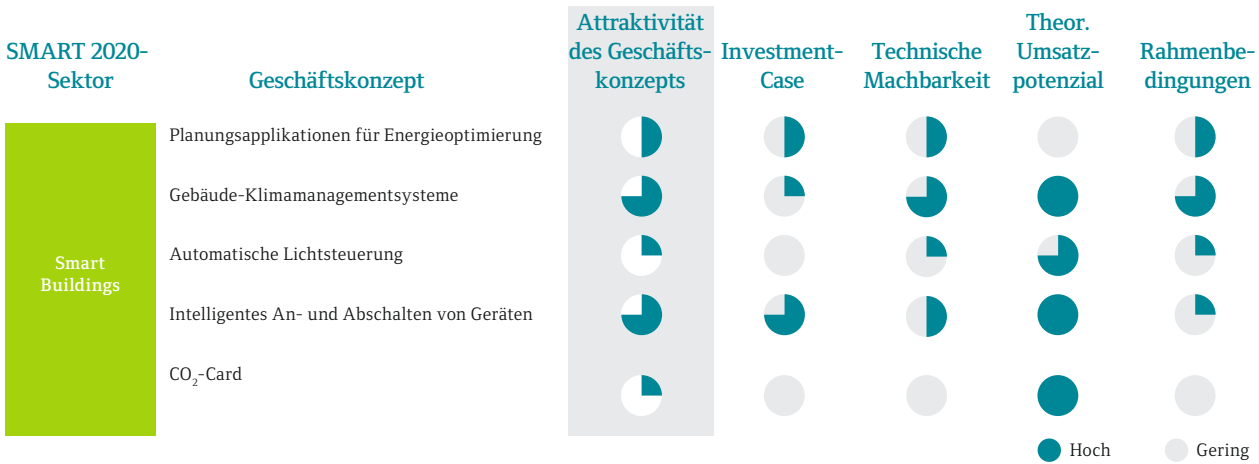 SMART 2020-
Sektor
Geschäftskonzept
Attraktivität
des Geschäfts-
konzepts
Investment-
Case
Technische
Machbarkeit
Theor.
Umsatz-
potenzial
Rahmenbe-
dingungen
Smart
Buildings
Planungsapplikationen für Energieoptimierung
Gebäude-Klimamanagementsysteme
Automatische Lichtsteuerung
Intelligentes An- und Abschalten von Geräten
CO₂-Card
Hoch
Gering